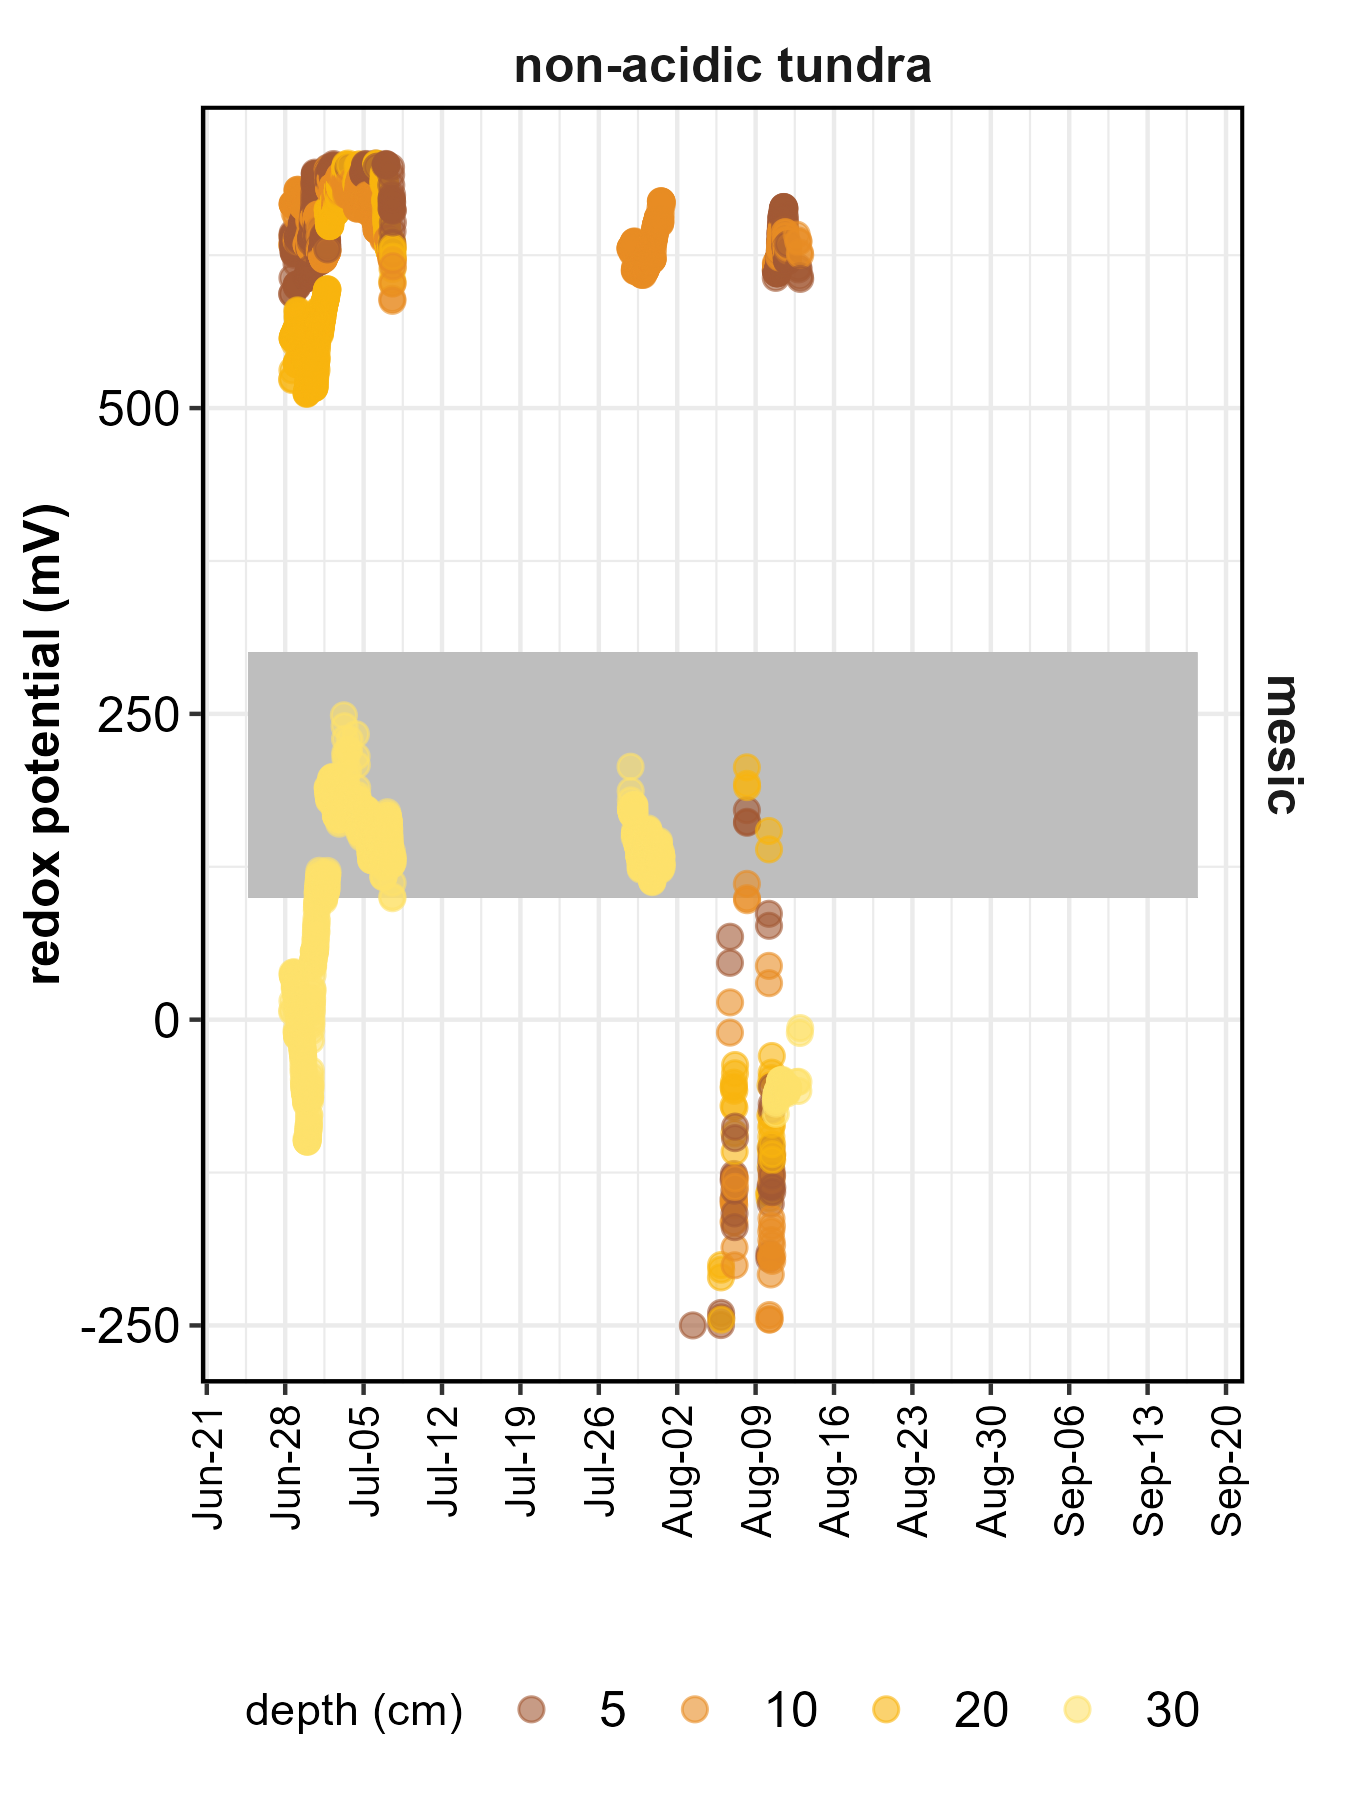 non-acidic tundra
redox potential (mV)
500
250
0
-250
mesic
Jun-21
Jun-28
Jul-05
Jul-12
Jul-19
Jul-26
Aug-02
Aug-09
Aug-16
Aug-23
Aug-30
Sep-06
Sep-13
Sep-20
depth (cm) 5 10 20 30